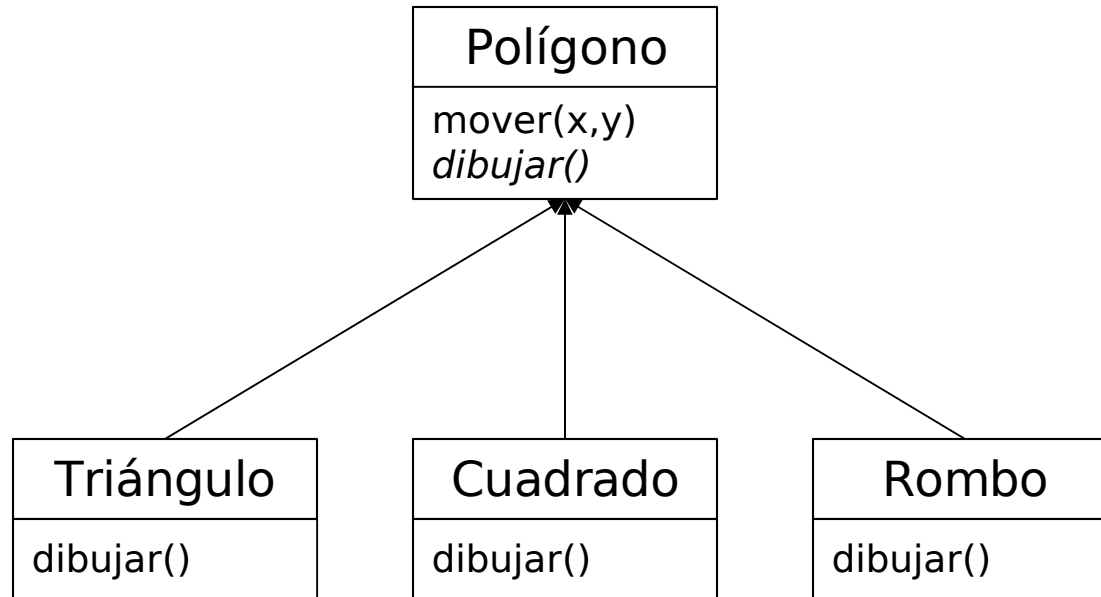 Polígono
mover(x,y)
dibujar()
Triángulo
dibujar()
Cuadrado
dibujar()
Rombo
dibujar()